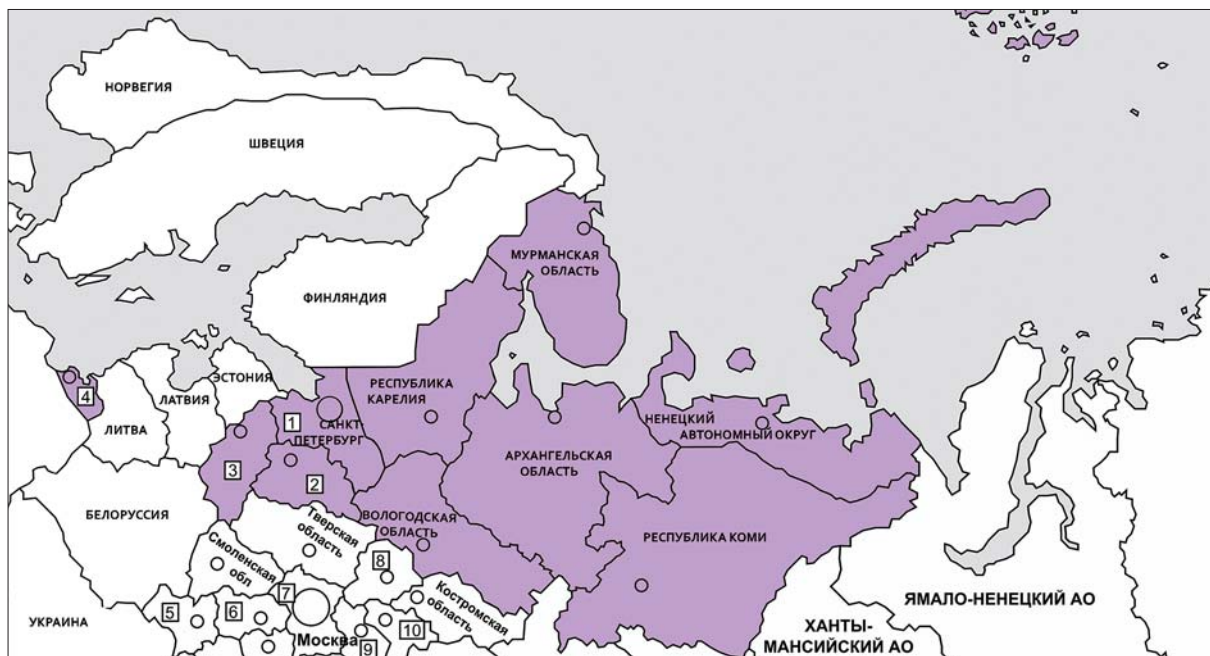 НОРВЕГИЯ
ШВЕЦИЯ
МУРМАНСКАЯ
ОБЛАСТЬ
ФИНЛЯНДИЯ
ЭСТОНИЯ
ЛАТВИЯ
ЛИТВА
4
РЕСПУБЛИКА
КАРЕЛИЯ
1
САНКТ
ПЕТЕРБУРГ
НЕНЕЦКИЙ
АВТОНОМНЫЙ ОКРУГ
3
2
АРХАНГЕЛЬСКАЯ
ОБЛАСТЬ
БЕЛОРУССИЯ
ВОЛОГОДСКАЯ
ОБЛАСТЬ
Тверская
область
РЕСПУБЛИКА КОМИ
Смоленская
обл
8
7
Костромская
область
ЯМАЛО-НЕНЕЦКИЙ АО
5
6
УКРАИНА
Москва
9
10
ХАНТЫ-
МАНСИЙСКИЙ АО